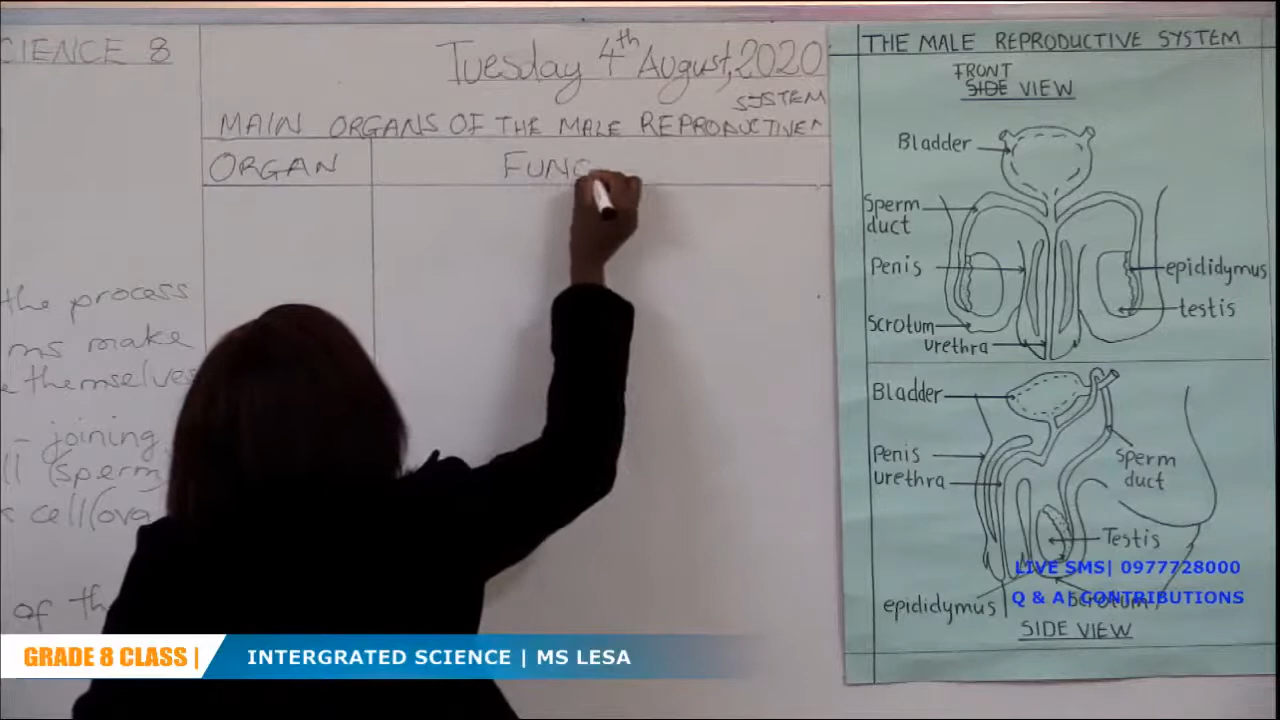 CIENCE 8
the process
ms make
e themselves
- joining
ll (sperm)
cell(ova
of th
Tuesday 4th August, 2020
SYSTEM
MAIN ORGANS OF THE MALE REPRODUCTIVE ^
ORGAN
FUNC
THE MALE REPRODUCTIVE SYSTEM
FRONT
SIDE VIEW
Bladder
Sperm
duct
Penis
epididymus
testis
Scrotum
urethra
Bladder
Penis
urethra
Sperm
duct
Testis
epididymus
Scrotum
SIDE VIEW
LIVE SMS| 0977728000
Q & A| CONTRIBUTIONS
GRADE 8 CLASS |
INTERGRATED SCIENCE | MS LESA